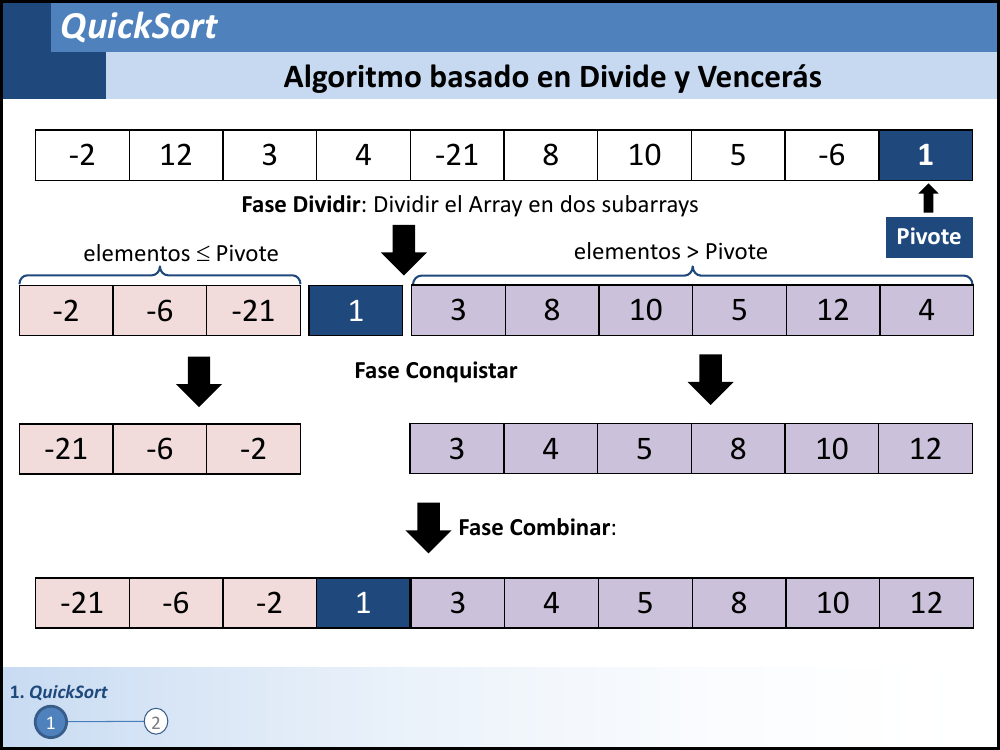 QuickSort
Algoritmo basado en Divide y Vencerás
-2 12 3 4 -21 8 10 5 -6 1
Fase Dividir: Dividir el Array en dos subarrays
Pivote
elementos ≤ Pivote
elementos > Pivote
-2 -6 -21 1 3 8 10 5 12 4
Fase Conquistar
-21 -6 -2 3 4 5 8 10 12
Fase Combinar:
-21 -6 -2 1 3 4 5 8 10 12
1. QuickSort
1 2